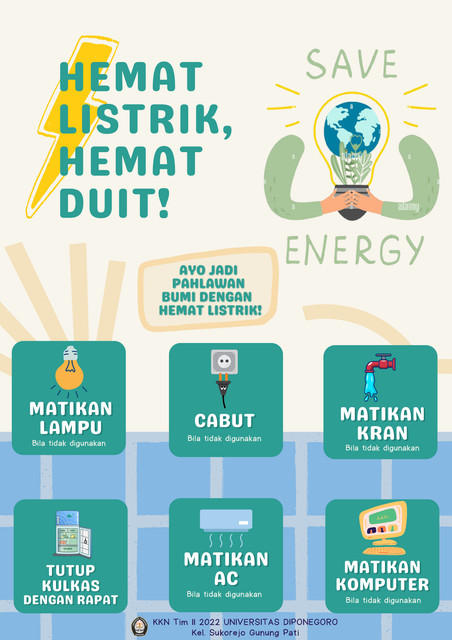 HEMAT
LISTRIK,
HEMAT
DUIT!
SAVE
ENERGY
AYO JADI
PAHLAWAN
BUMI DENGAN
HEMAT LISTRIK!
MATIKAN
LAMPU
Bila tidak digunakan
CABUT
Bila tidak digunakan
MATIKAN
KRAN
Bila tidak digunakan
TUTUP
KULKAS
DENGAN RAPAT
MATIKAN
AC
Bila tidak digunakan
MATIKAN
KOMPUTER
Bila tidak digunakan
KKN Tim II 2022 UNIVERSITAS DIPONEGORO
Kel. Sukorejo Gunung Pati